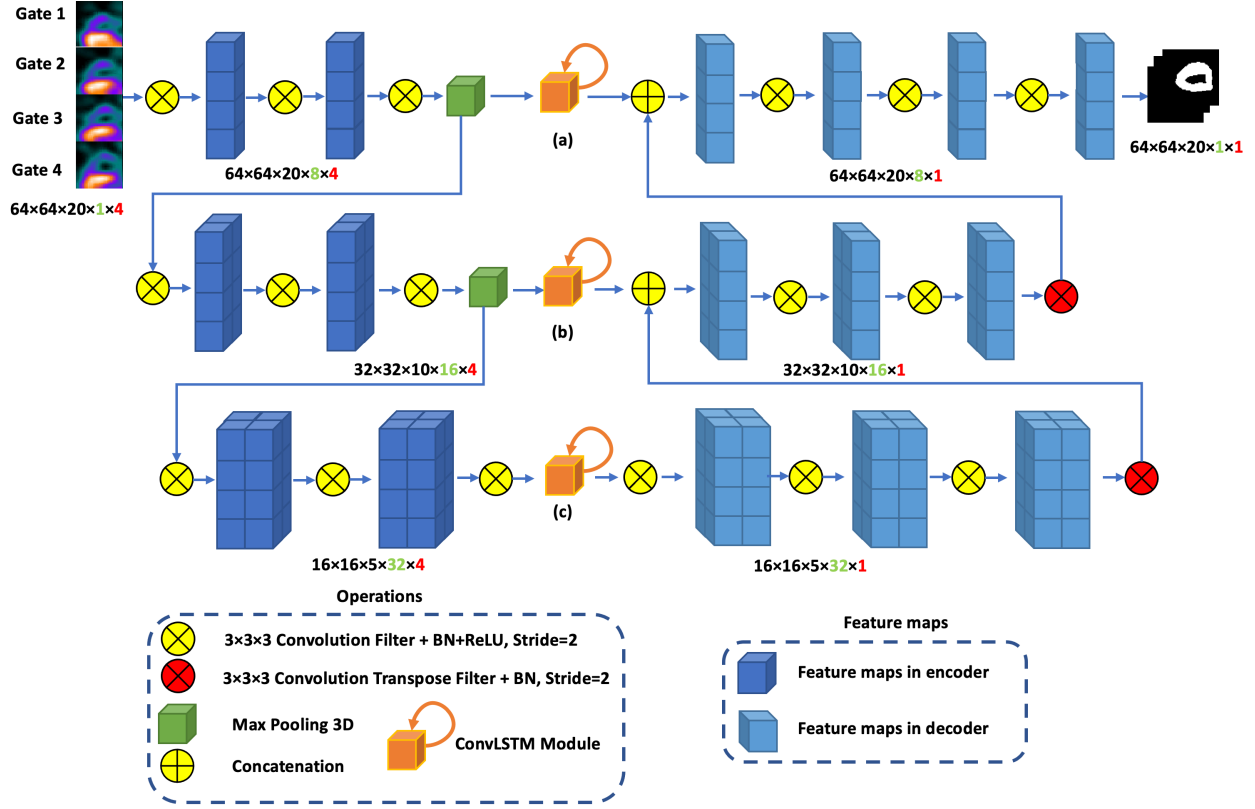 Gate 1
Gate 2
Gate 3
Gate 4
64×64×20×1×4
64×64×20×8×4
(a)
64×64×20×8×1
64×64×20×1×1
32×32×10×16×4
(b)
32×32×10×16×1
16×16×5×32×4
(c)
16×16×5×32×1
Operations
3×3×3 Convolution Filter + BN+ReLU, Stride=2
3×3×3 Convolution Transpose Filter + BN, Stride=2
Max Pooling 3D
ConvLSTM Module
Concatenation
Feature maps
Feature maps in encoder
Feature maps in decoder